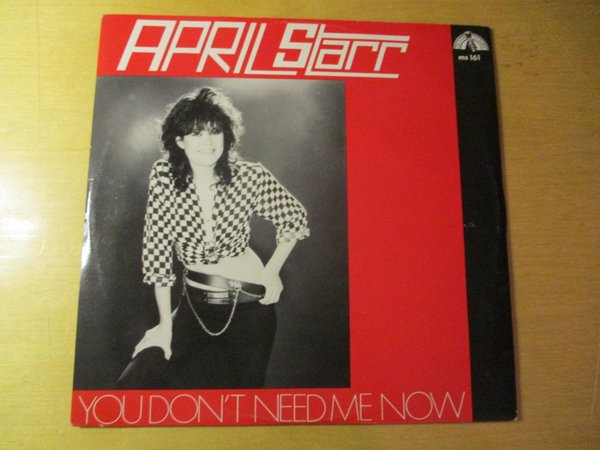 APRIL Starr
ms 161
YOU DON'T NEED ME NOW